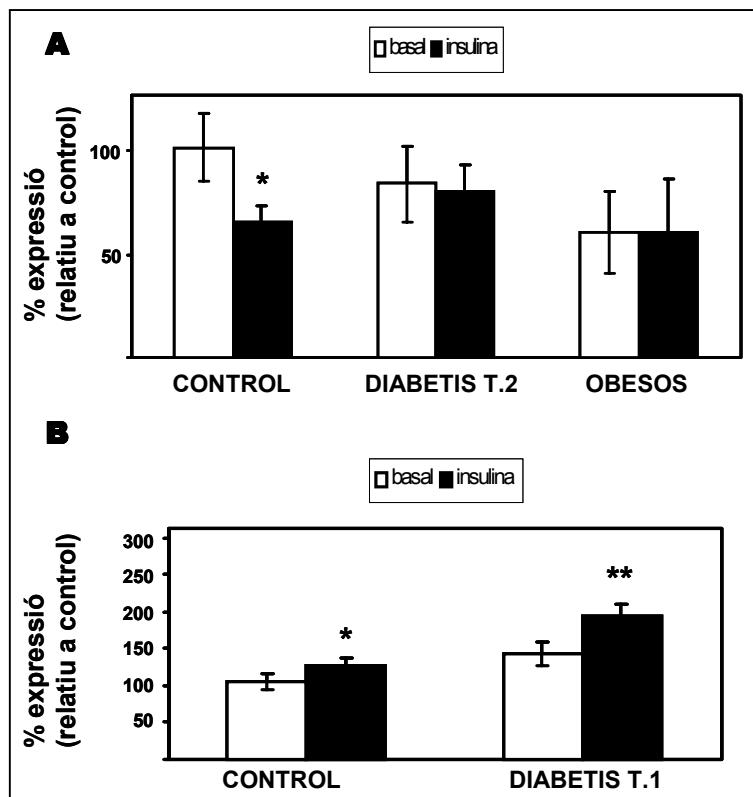 A
basal insulina
% expressió
(relatiu a control)
100
*
50
CONTROL DIABETIS T.2 OBESOS
B
basal insulina
% expressió
(relatiu a control)
300
250
**
200
*
150
100
50
CONTROL DIABETIS T.1